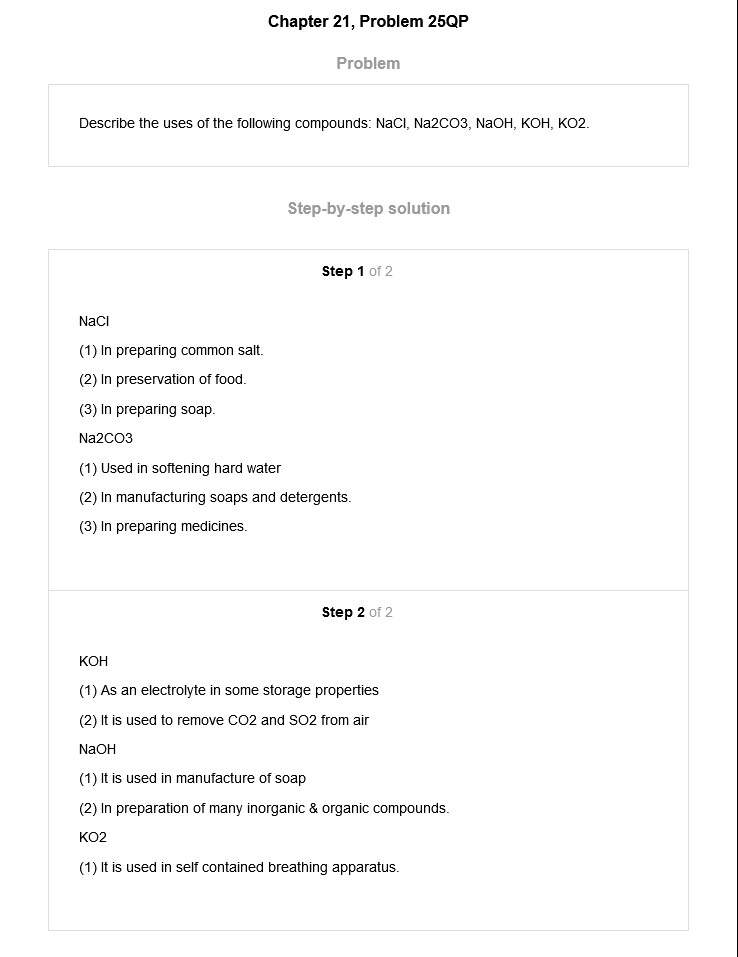 Chapter 21, Problem 25QP
Problem
Describe the uses of the following compounds: NaCl, Na2CO3, NaOH, KOH, KO2.
Step-by-step solution
Step 1 of 2
NaCl
(1) In preparing common salt.
(2) In preservation of food.
(3) In preparing soap.
Na2CO3
(1) Used in softening hard water
(2) In manufacturing soaps and detergents.
(3) In preparing medicines.
Step 2 of 2
KOH
(1) As an electrolyte in some storage properties
(2) It is used to remove CO2 and SO2 from air
NaOH
(1) It is used in manufacture of soap
(2) In preparation of many inorganic & organic compounds.
KO2
(1) It is used in self contained breathing apparatus.